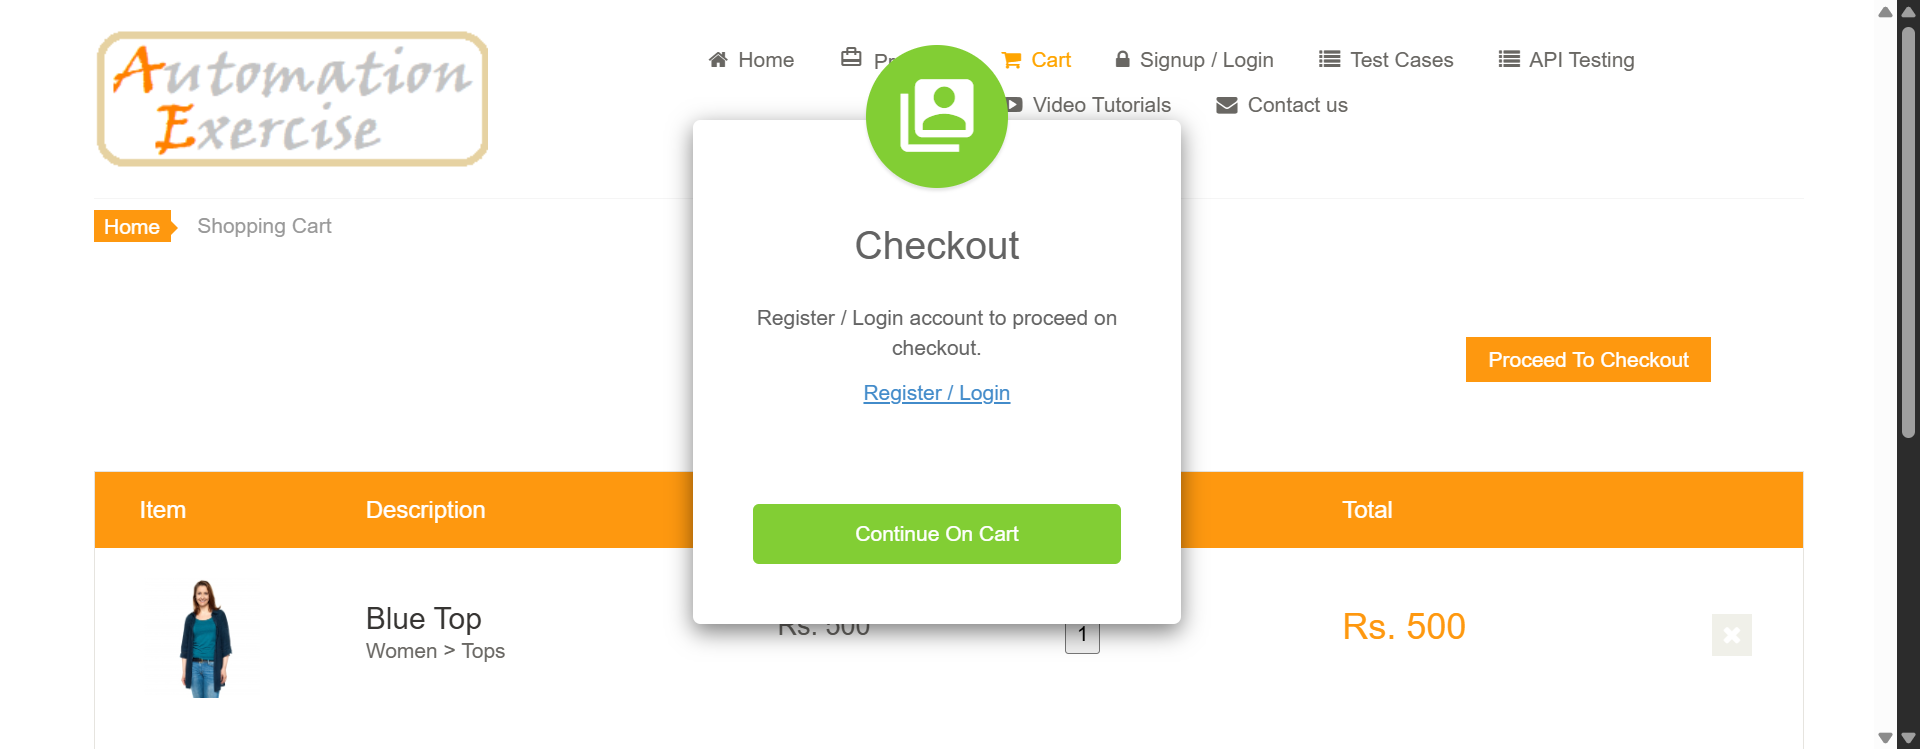 Automation
Exercise
Home
Cart
Signup / Login
Test Cases
API Testing
Video Tutorials
Contact us
Home
Shopping Cart
Checkout
Register / Login account to proceed on
checkout.
Register / Login
Proceed To Checkout
Continue On Cart
Item
Description
Total
Blue Top
Women > Tops
Rs. 500
1
Rs. 500